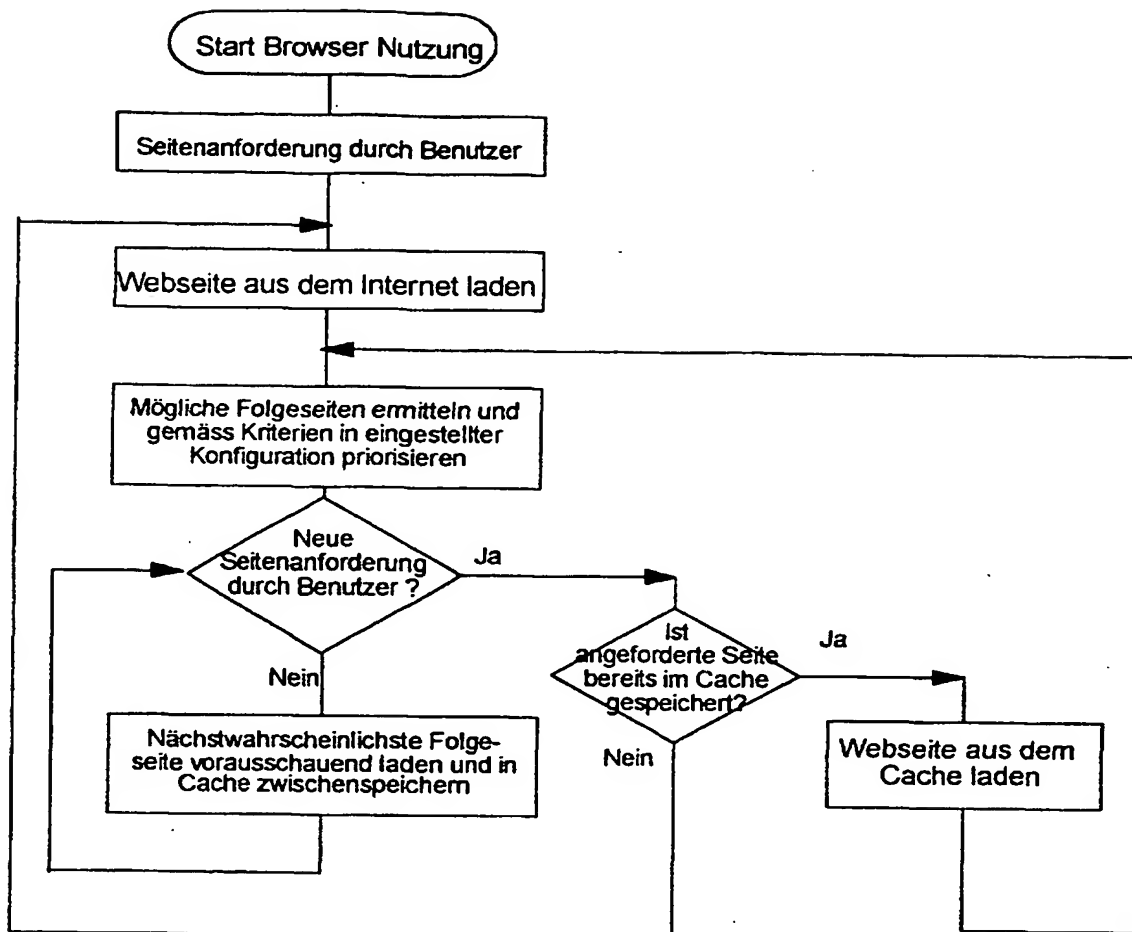 Start Browser Nutzung
Seitenanforderung durch Benutzer
Webseite aus dem Internet laden
Mögliche Folgeseiten ermitteln und
gemäss Kriterien in eingestellter
Konfiguration priorisieren
Neue
Seitenanforderung
durch Benutzer ?
Ja
Nein
Nächstwahrscheinlichste Folge-
seite vorausschauend laden und in
Cache zwischenspeichern
Ist
angeforderte Seite
bereits im Cache
gespeichert?
Ja
Nein
Webseite aus dem
Cache laden